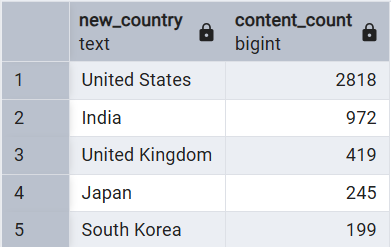 new_country content_count
text bigint
1 United States 2818
2 India 972
3 United Kingdom 419
4 Japan 245
5 South Korea 199